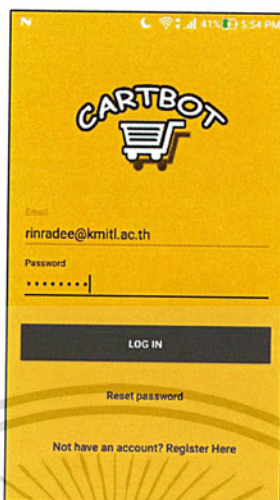 N 41% 5:54 PM
CARTBOT
Email
rinradee@kmitl.ac.th
Password
••••••••
LOG IN
Reset password
Not have an account? Register Here